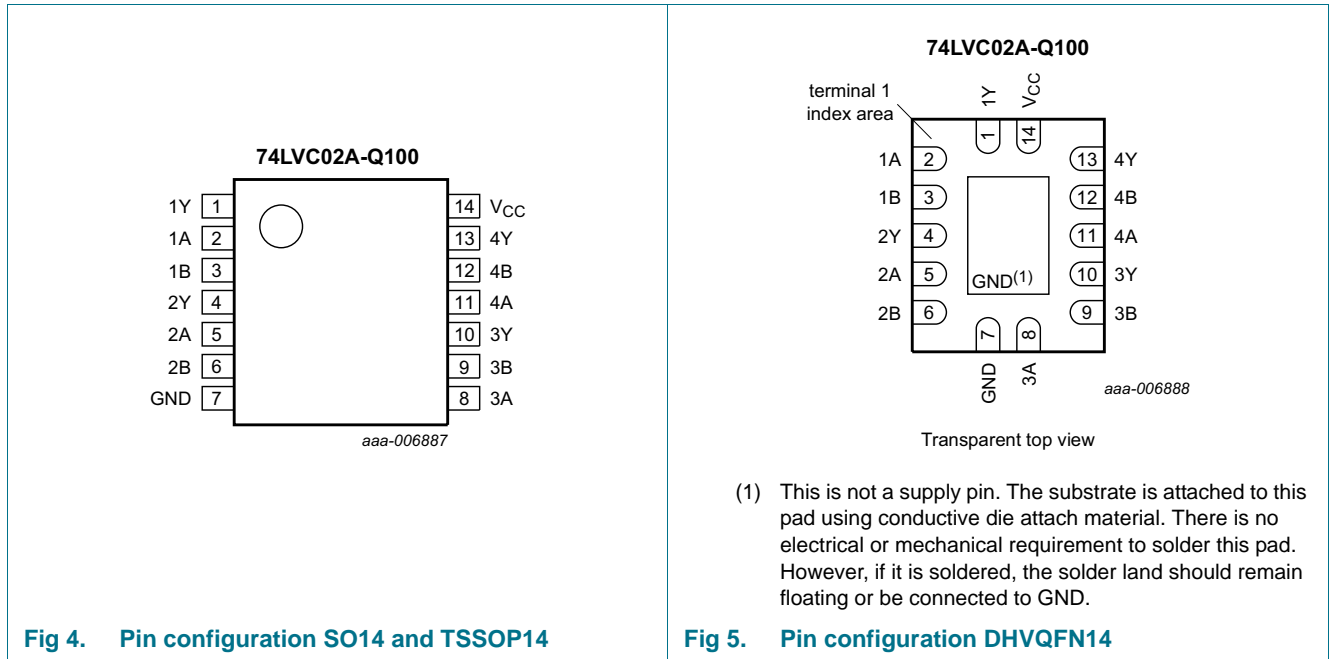 74LVC02A-Q100
1Y 1 14 VCC
1A 2 13 4Y
1B 3 12 4B
2Y 4 11 4A
2A 5 10 3Y
2B 6 9 3B
GND 7 8 3A
aaa-006887
Fig 4. Pin configuration SO14 and TSSOP14
74LVC02A-Q100
terminal 1
index area
1Y VCC
1 14
1A 2 13 4Y
1B 3 12 4B
2Y 4 11 4A
2A 5 10 3Y
GND(1)
2B 6 9 3B
7 8
GND 3A
aaa-006888
Transparent top view
(1) This is not a supply pin. The substrate is attached to this
pad using conductive die attach material. There is no
electrical or mechanical requirement to solder this pad.
However, if it is soldered, the solder land should remain
floating or be connected to GND.
Fig 5. Pin configuration DHVQFN14